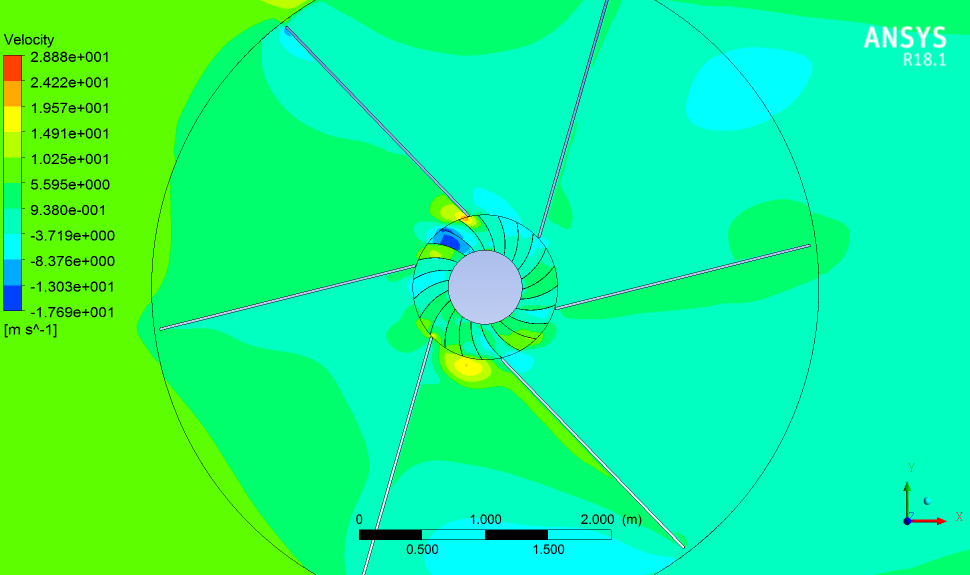 Velocity
2.888e+001
2.422e+001
1.957e+001
1.491e+001
1.025e+001
5.595e+000
9.380e-001
-3.719e+000
-8.376e+000
-1.303e+001
-1.769e+001
[m s^-1]
ANSYS
R18.1
0 1.000 2.000 (m)
0.500 1.500
Y
X
Z